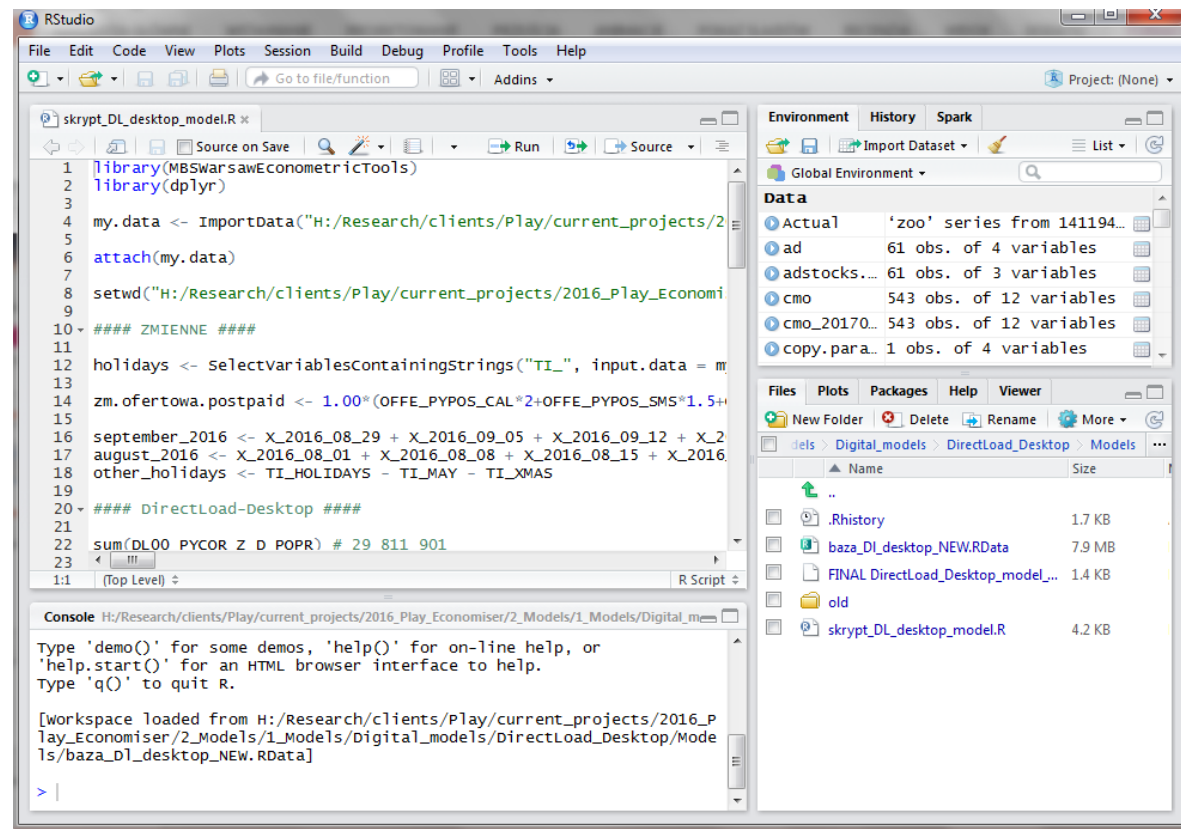 RStudio
File Edit Code View Plots Session Build Debug Profile Tools Help
Go to file/function Addins Project: (None)
skrypt_DL_desktop_model.R
Source on Save Run Source
1 library(MBSWarsawEconometricTools)
2 library(dplyr)
3
4 my.data <- ImportData("H:/Research/clients/Play/current_projects/2
5
6 attach(my.data)
7
8 setwd("H:/Research/clients/Play/current_projects/2016_Play_Economi
9
10 #### ZMIENNE ####
11
12 holidays <- SelectVariablesContainingStrings("TI_", input.data = m
13
14 zm.ofertowa.postpaid <- 1.00*(OFFE_PYPOS_CAL*2+OFFE_PYPOS_SMS*1.5+
15
16 september_2016 <- X_2016_08_29 + X_2016_09_05 + X_2016_09_12 + X_2
17 august_2016 <- X_2016_08_01 + X_2016_08_08 + X_2016_08_15 + X_2016_
18 other_holidays <- TI_HOLIDAYS - TI_MAY - TI_XMAS
19
20 #### DirectLoad-Desktop ####
21
22 sum(DL00_PYCOR_Z_D_POPR) # 29 811 901
23
1:1 (Top Level) R Script
Console H:/Research/clients/Play/current_projects/2016_Play_Economiser/2_Models/1_Models/Digital_m
Type 'demo()' for some demos, 'help()' for on-line help, or
'help.start()' for an HTML browser interface to help.
Type 'q()' to quit R.
[Workspace loaded from H:/Research/clients/Play/current_projects/2016_P
lay_Economiser/2_Models/1_Models/Digital_models/DirectLoad_Desktop/Mode
ls/baza_Dl_desktop_NEW.RData]
>
Environment History Spark
Import Dataset List
Global Environment
Data
Actual 'zoo' series from 141194…
ad 61 obs. of 4 variables
adstocks.… 61 obs. of 3 variables
cmo 543 obs. of 12 variables
cmo_20170… 543 obs. of 12 variables
copy.para… 1 obs. of 4 variables
Files Plots Packages Help Viewer
New Folder Delete Rename More
dels > Digital_models > DirectLoad_Desktop > Models ...
Name Size
..
.Rhistory 1.7 KB
baza_Dl_desktop_NEW.RData 7.9 MB
FINAL DirectLoad_Desktop_model_... 1.4 KB
old
skrypt_DL_desktop_model.R 4.2 KB